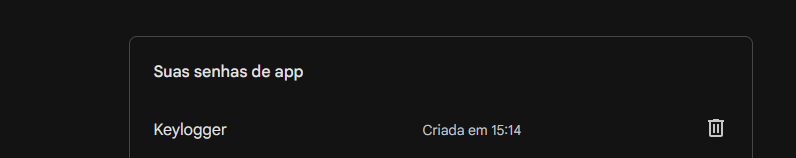 Suas senhas de app
Keylogger Criada em 15:14